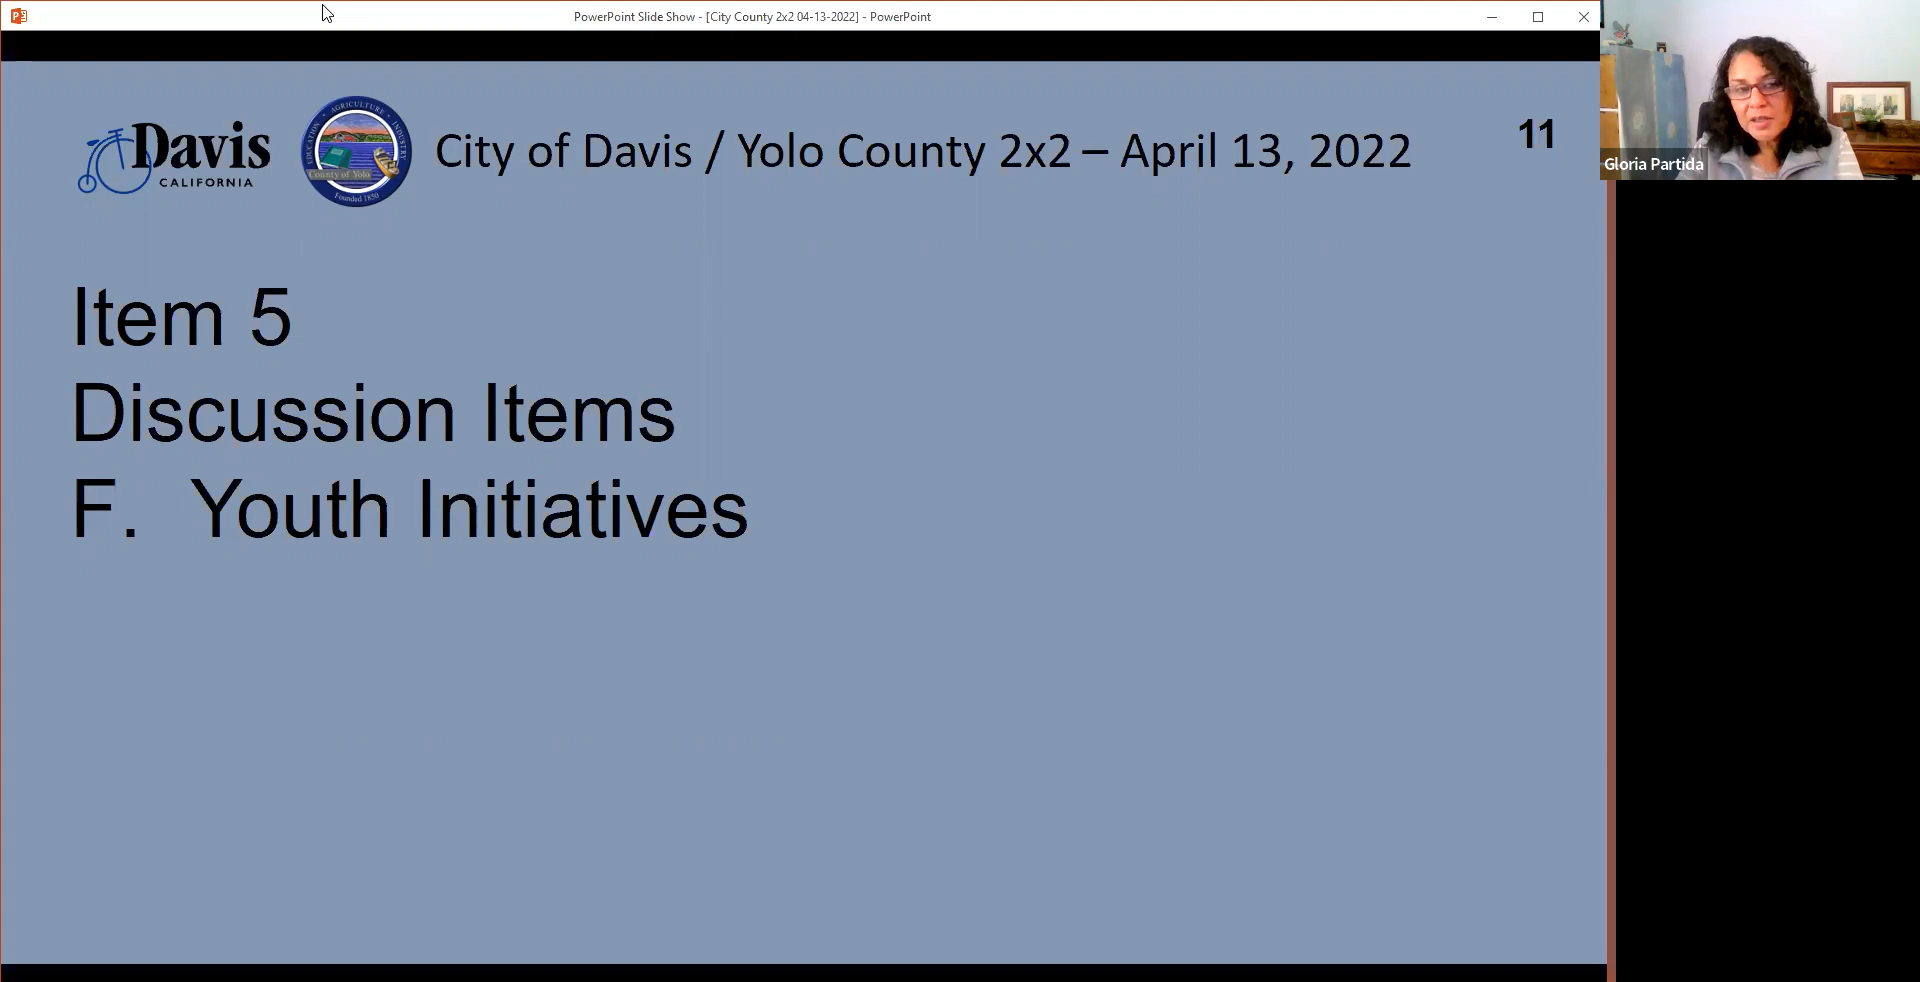 PowerPoint Slide Show - [City County 2x2 04-13-2022] - PowerPoint
Davis
CALIFORNIA
EDUCATION • AGRICULTURE • INDUSTRY
County of Yolo
Founded 1850
City of Davis / Yolo County 2x2 – April 13, 2022
11
Gloria Partida
Item 5
Discussion Items
F. Youth Initiatives